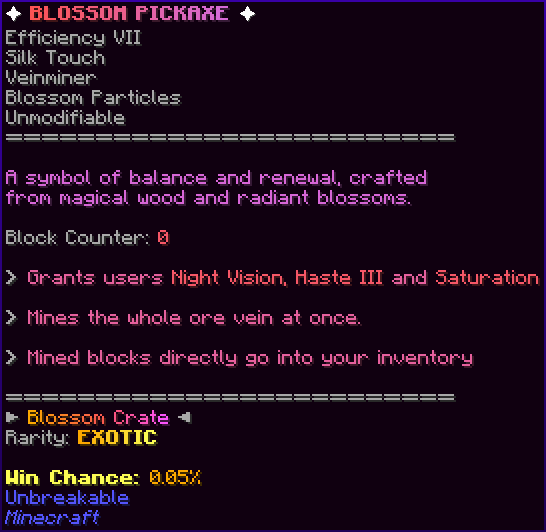 ✦ BLOSSOM PICKAXE ✦
Efficiency VII
Silk Touch
Veinminer
Blossom Particles
Unmodifiable
=========================
A symbol of balance and renewal, crafted
from magical wood and radiant blossoms.
Block Counter: 0
> Grants users Night Vision, Haste III and Saturation
> Mines the whole ore vein at once.
> Mined blocks directly go into your inventory
=========================
► Blossom Crate ◄
Rarity: EXOTIC
Win Chance: 0.05%
Unbreakable
Minecraft